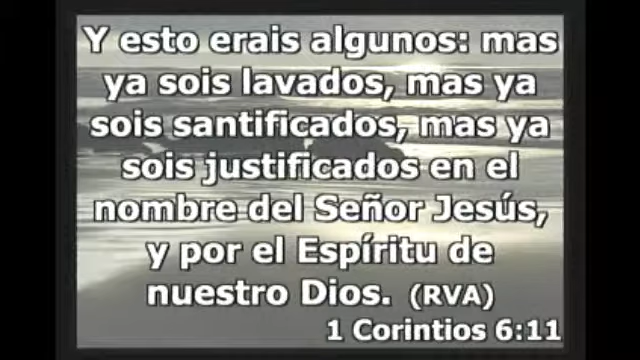 Y esto erais algunos: mas
ya sois lavados, mas ya
sois santificados, mas ya
sois justificados en el
nombre del Señor Jesús,
y por el Espíritu de
nuestro Dios. (RVA)
1 Corintios 6:11